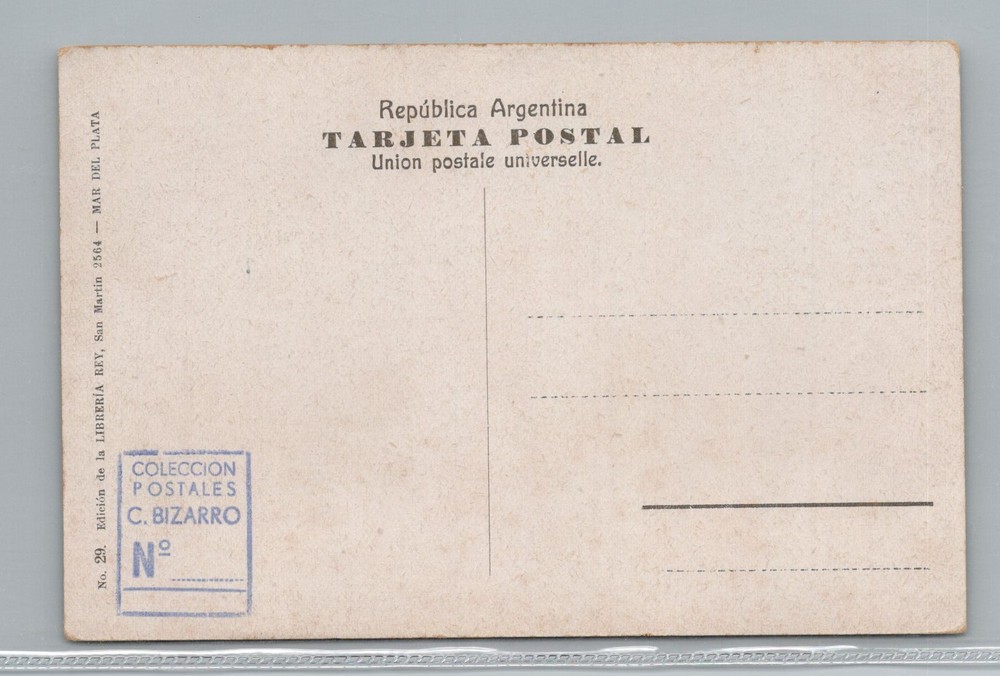 República Argentina
TARJETA POSTAL
Union postale universelle.
No. 29. Edición de la LIBRERÍA REY, San Martín 2564 — MAR DEL PLATA
COLECCION
POSTALES
C. BIZARRO
Nº